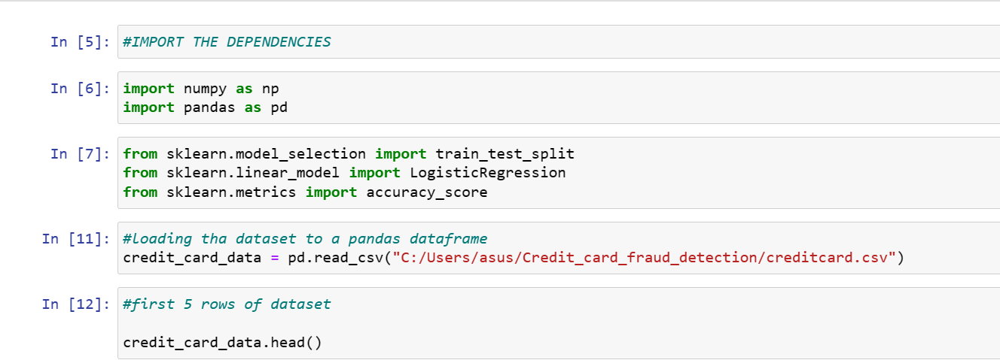 In [5]: #IMPORT THE DEPENDENCIES
In [6]: import numpy as np
import pandas as pd
In [7]: from sklearn.model_selection import train_test_split
from sklearn.linear_model import LogisticRegression
from sklearn.metrics import accuracy_score
In [11]: #loading tha dataset to a pandas dataframe
credit_card_data = pd.read_csv("C:/Users/asus/Credit_card_fraud_detection/creditcard.csv")
In [12]: #first 5 rows of dataset
credit_card_data.head()